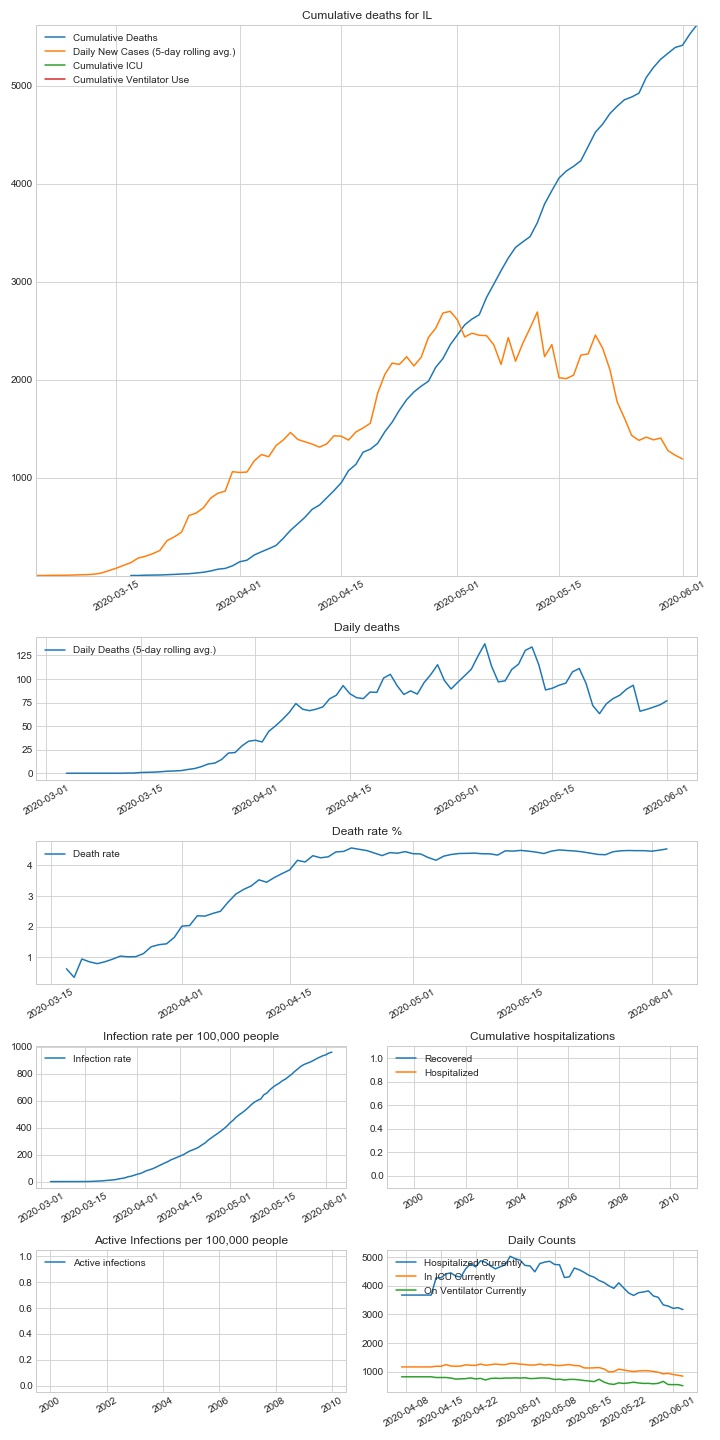 Cumulative deaths for IL
Cumulative Deaths
Daily New Cases (5-day rolling avg.)
Cumulative ICU
Cumulative Ventilator Use
5000
4000
3000
2000
1000
2020-03-15 2020-04-01 2020-04-15 2020-05-01 2020-05-15 2020-06-01
Daily deaths
Daily Deaths (5-day rolling avg.)
125
100
75
50
25
0
2020-03-01 2020-03-15 2020-04-01 2020-04-15 2020-05-01 2020-05-15 2020-06-01
Death rate %
Death rate
4
3
2
1
2020-03-15 2020-04-01 2020-04-15 2020-05-01 2020-05-15 2020-06-01
Infection rate per 100,000 people
Infection rate
1000
800
600
400
200
0
2020-03-01 2020-03-15 2020-04-01 2020-04-15 2020-05-01 2020-05-15 2020-06-01
Cumulative hospitalizations
Recovered
Hospitalized
1.0
0.8
0.6
0.4
0.2
0.0
2000 2002 2004 2006 2008 2010
Active Infections per 100,000 people
Active infections
1.0
0.8
0.6
0.4
0.2
0.0
2000 2002 2004 2006 2008 2010
Daily Counts
Hospitalized Currently
In ICU Currently
On Ventilator Currently
5000
4000
3000
2000
1000
2020-04-08 2020-04-15 2020-04-22 2020-05-01 2020-05-08 2020-05-15 2020-05-22 2020-06-01